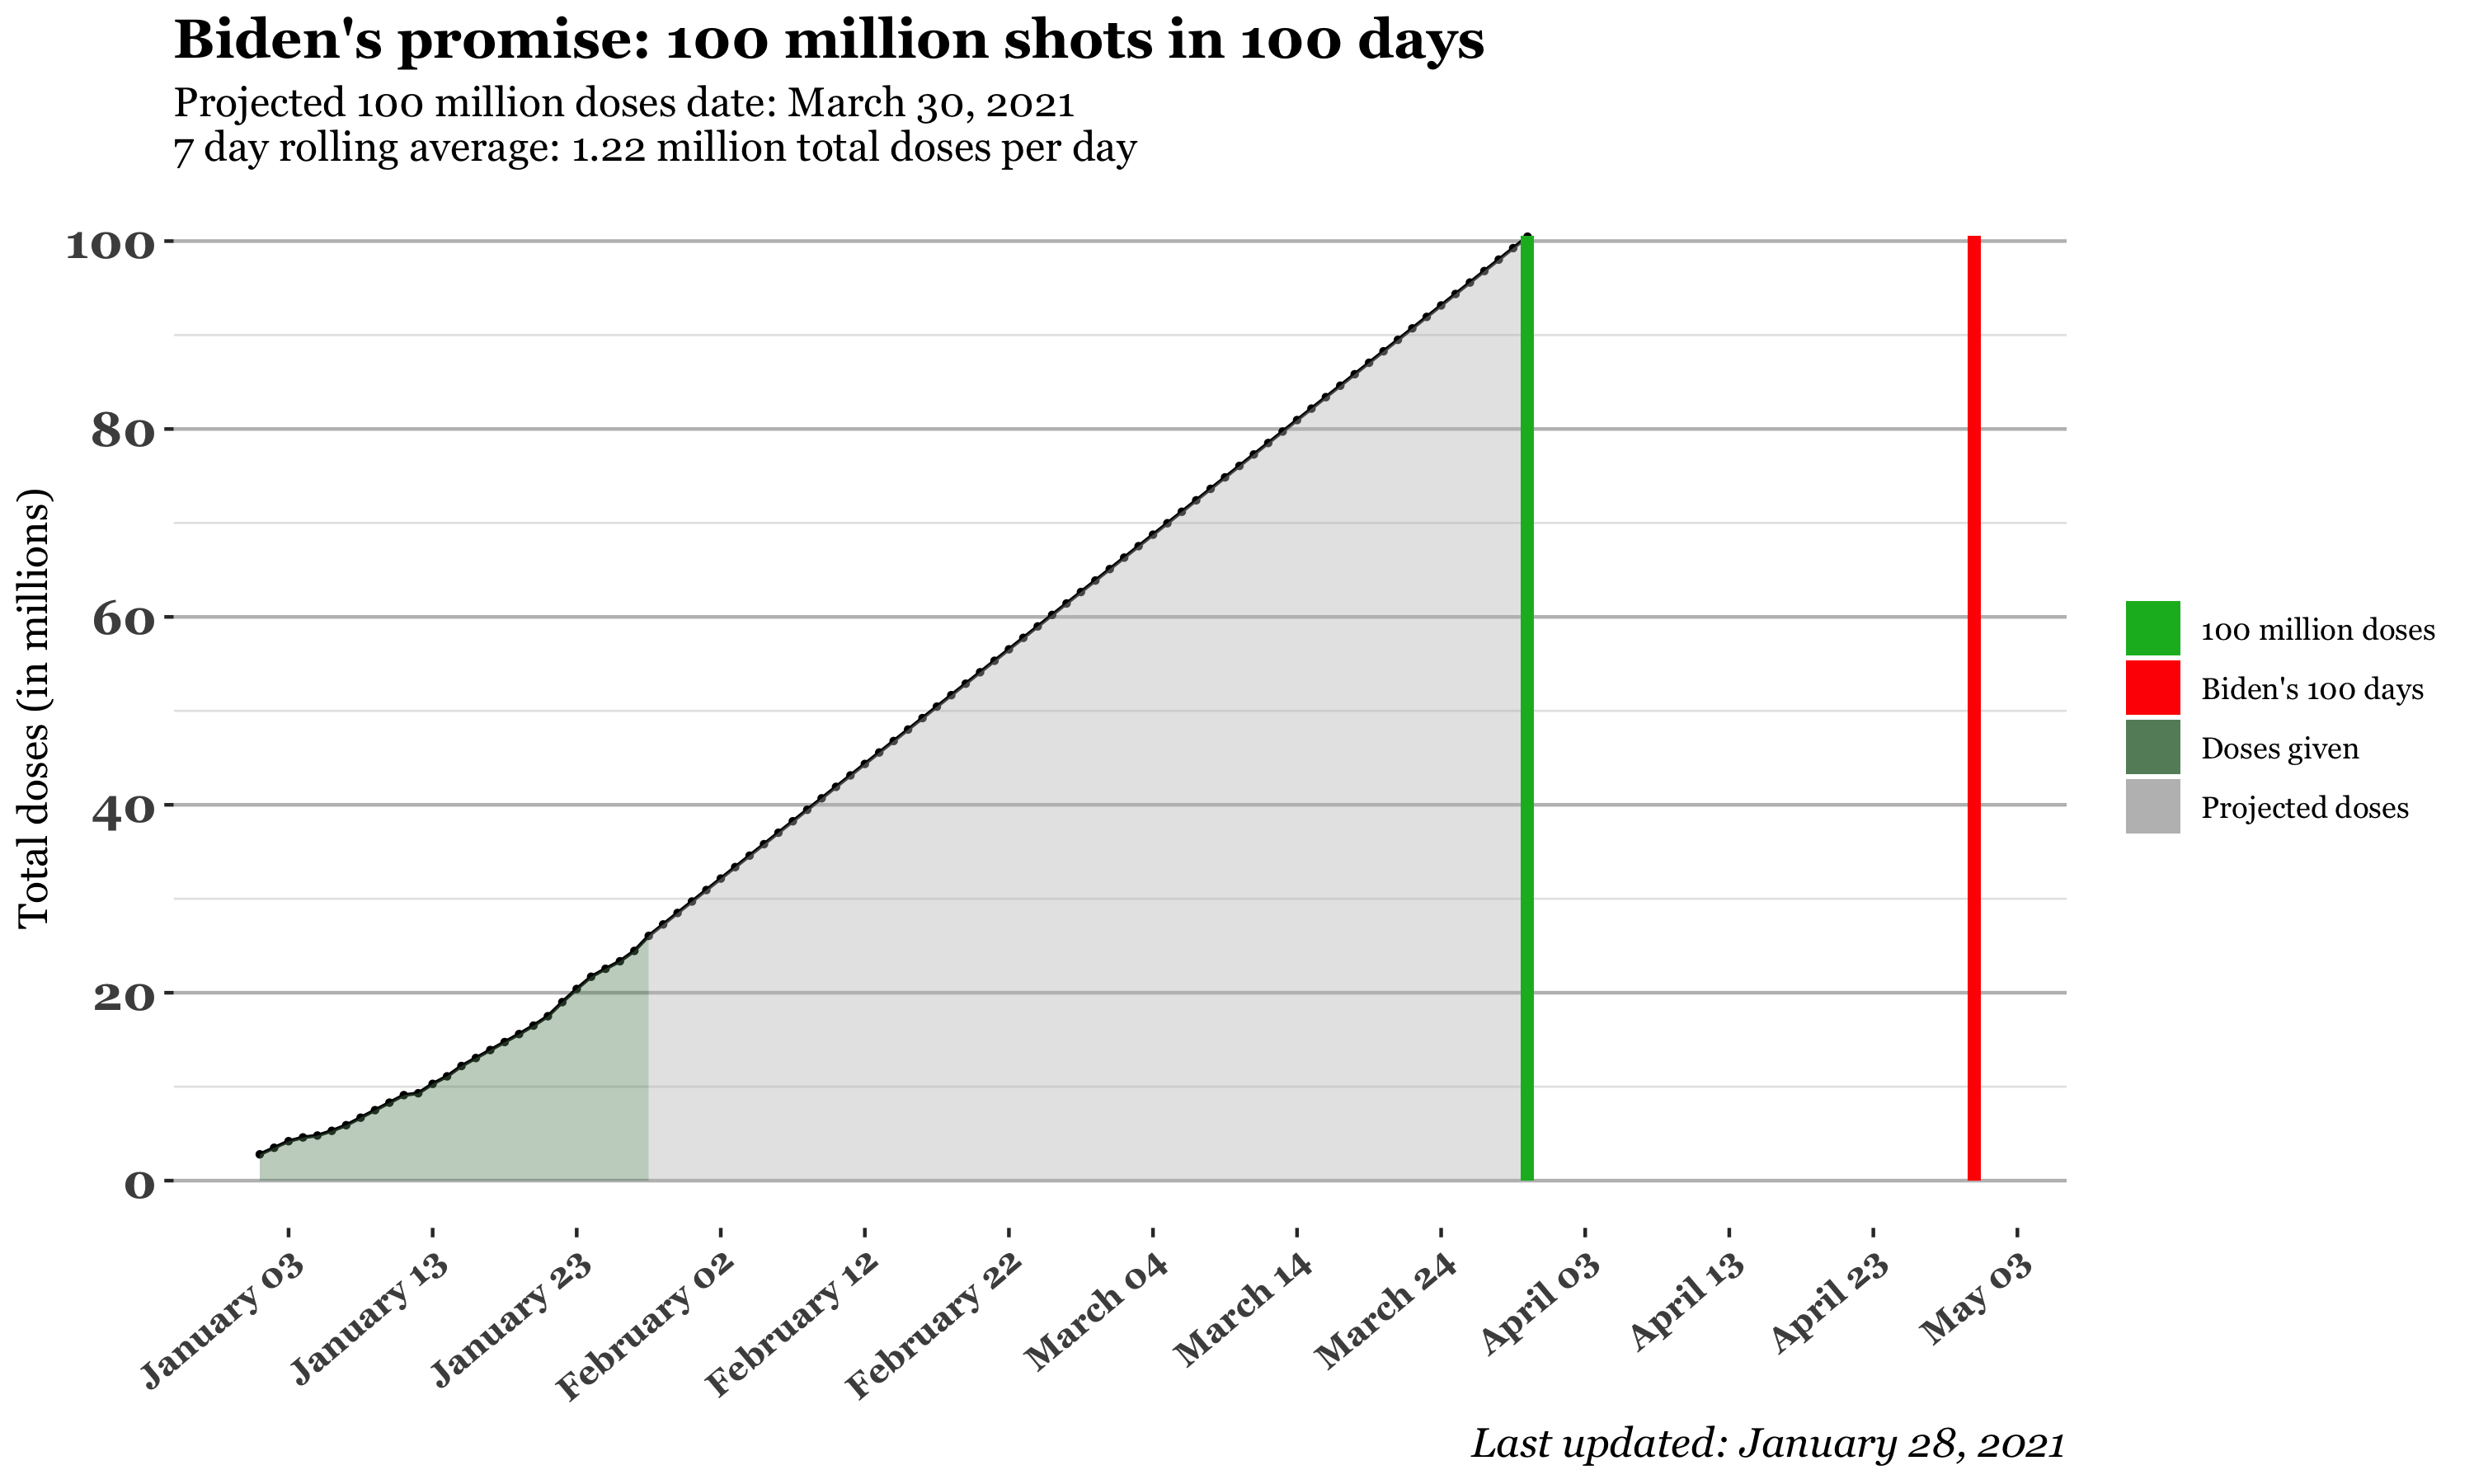 Biden's promise: 100 million shots in 100 days
Projected 100 million doses date: March 30, 2021
7 day rolling average: 1.22 million total doses per day
Total doses (in millions)
100
80
60
40
20
0
100 million doses
Biden's 100 days
Doses given
Projected doses
January 03
January 13
January 23
February 02
February 12
February 22
March 04
March 14
March 24
April 03
April 13
April 23
May 03
Last updated: January 28, 2021